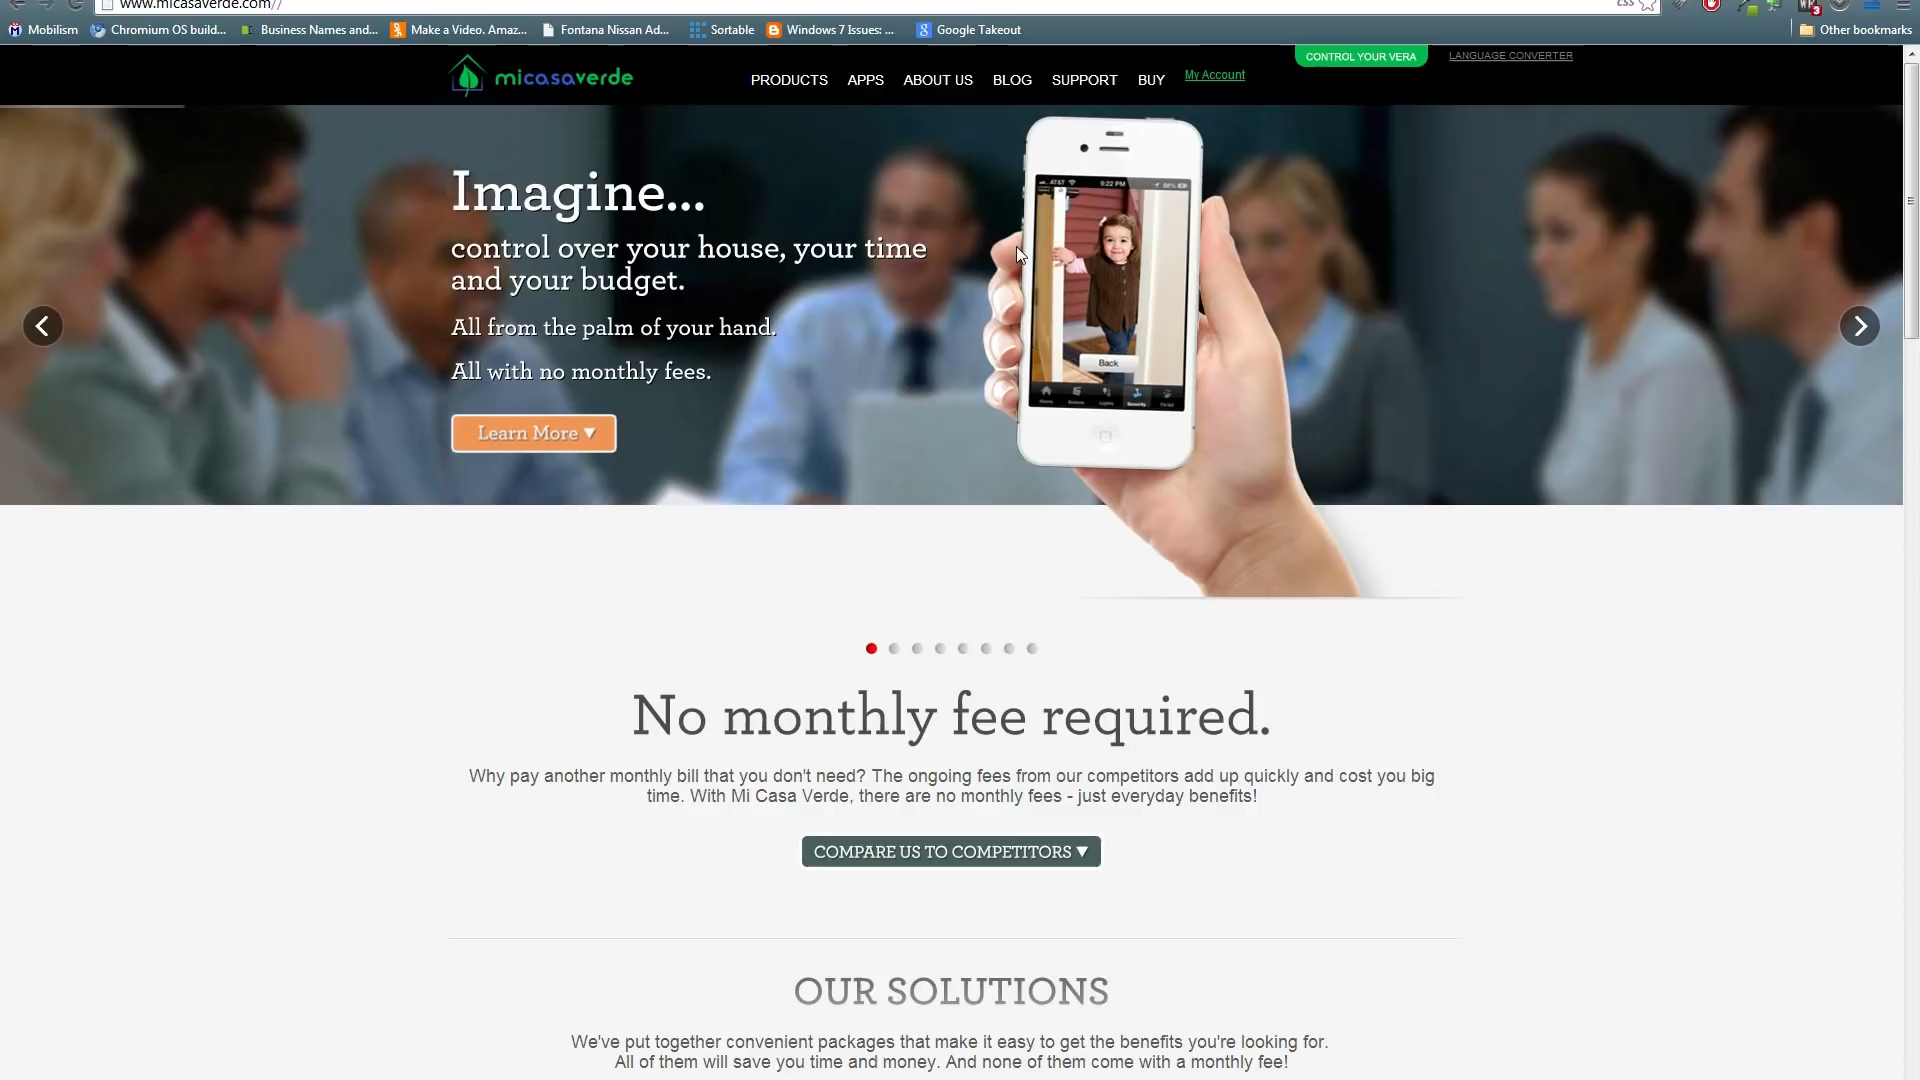 www.micasaverde.com//
Mobilism
Chromium OS build...
Business Names and...
Make a Video. Amaz...
Fontana Nissan Ad...
Sortable
Windows 7 Issues: ...
Google Takeout
Other bookmarks
micasaverde
PRODUCTS
APPS
ABOUT US
BLOG
SUPPORT
BUY
My Account
CONTROL YOUR VERA
LANGUAGE CONVERTER
Imagine...
control over your house, your time
and your budget.
All from the palm of your hand.
All with no monthly fees.
Learn More ▼
AT&T
9:22 PM
Back
Home
Lights
Security
No monthly fee required.
Why pay another monthly bill that you don't need? The ongoing fees from our competitors add up quickly and cost you big
time. With Mi Casa Verde, there are no monthly fees - just everyday benefits!
COMPARE US TO COMPETITORS ▼
OUR SOLUTIONS
We've put together convenient packages that make it easy to get the benefits you're looking for.
All of them will save you time and money. And none of them come with a monthly fee!